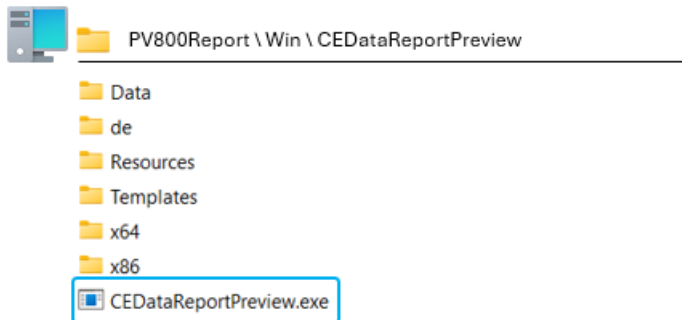 PV800Report \ Win \ CEDataReportPreview
Data
de
Resources
Templates
x64
x86
CEDataReportPreview.exe